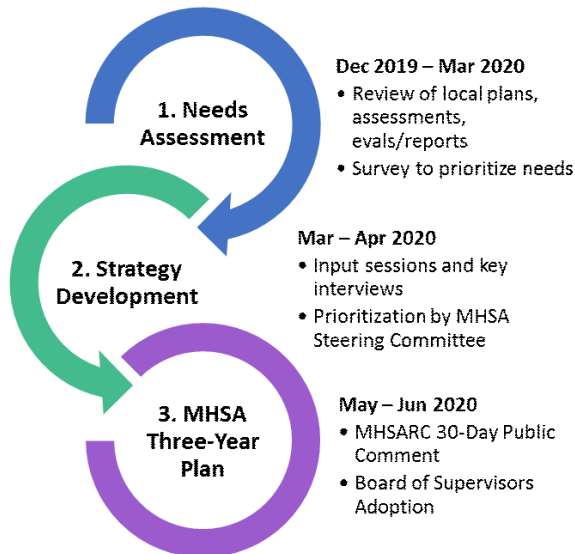 1. Needs
Assessment
Dec 2019 – Mar 2020
• Review of local plans,
assessments,
evals/reports
• Survey to prioritize needs
2. Strategy
Development
Mar – Apr 2020
• Input sessions and key
interviews
• Prioritization by MHSA
Steering Committee
3. MHSA
Three-Year
Plan
May – Jun 2020
• MHSARC 30-Day Public
Comment
• Board of Supervisors
Adoption